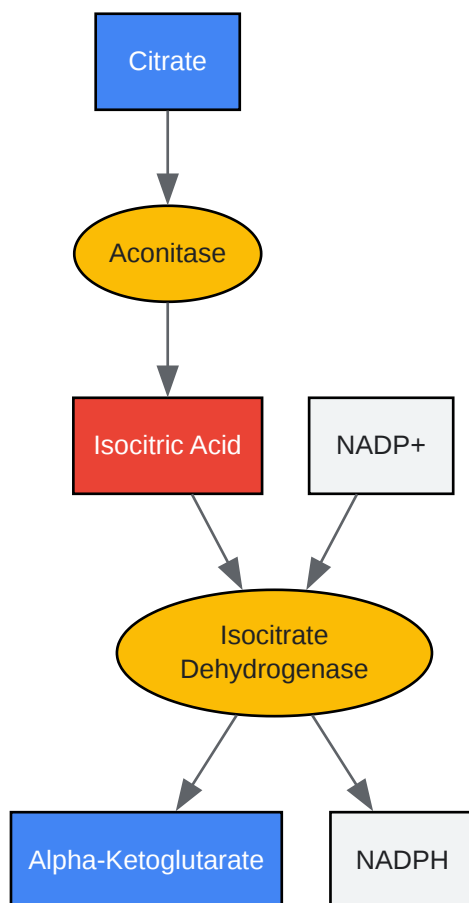 Citrate
Aconitase
Isocitric Acid
NADP+
Isocitrate
Dehydrogenase
Alpha-Ketoglutarate
NADPH